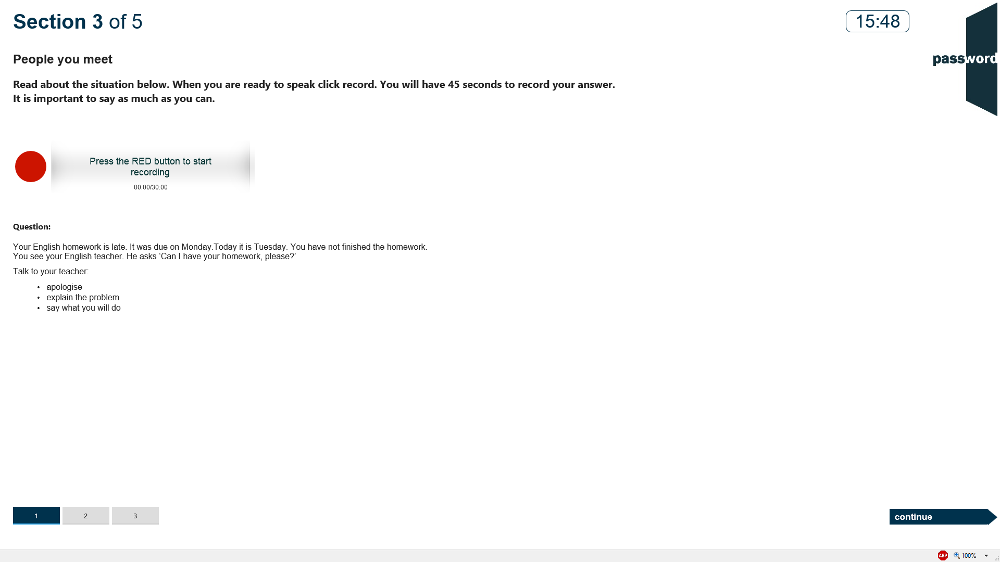 Section 3 of 5
15:48
password
People you meet
Read about the situation below. When you are ready to speak click record. You will have 45 seconds to record your answer.
It is important to say as much as you can.
Press the RED button to start
recording
00:00/30:00
Question:
Your English homework is late. It was due on Monday.Today it is Tuesday. You have not finished the homework.
You see your English teacher. He asks ‘Can I have your homework, please?’
Talk to your teacher:
• apologise
• explain the problem
• say what you will do
1
2
3
continue
ABP
100%